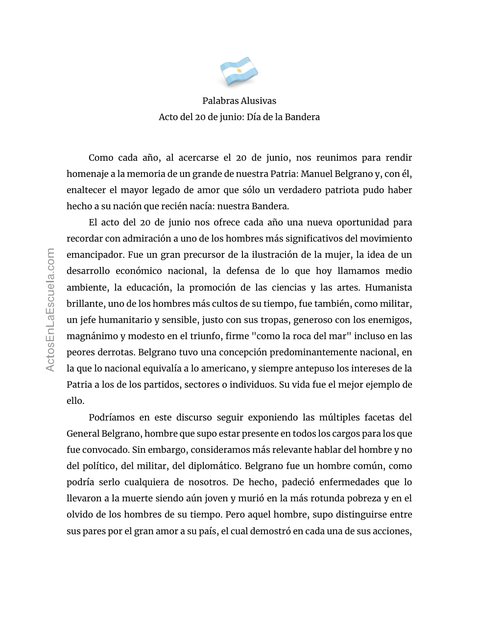 Palabras Alusivas
Acto del 20 de junio: Día de la Bandera
Como cada año, al acercarse el 20 de junio, nos reunimos para rendir
homenaje a la memoria de un grande de nuestra Patria: Manuel Belgrano y, con él,
enaltecer el mayor legado de amor que sólo un verdadero patriota pudo haber
hecho a su nación que recién nacía: nuestra Bandera.
El acto del 20 de junio nos ofrece cada año una nueva oportunidad para
recordar con admiración a uno de los hombres más significativos del movimiento
emancipador. Fue un gran precursor de la ilustración de la mujer, la idea de un
desarrollo económico nacional, la defensa de lo que hoy llamamos medio
ambiente, la educación, la promoción de las ciencias y las artes. Humanista
brillante, uno de los hombres más cultos de su tiempo, fue también, como militar,
un jefe humanitario y sensible, justo con sus tropas, generoso con los enemigos,
magnánimo y modesto en el triunfo, firme "como la roca del mar" incluso en las
peores derrotas. Belgrano tuvo una concepción predominantemente nacional, en
la que lo nacional equivalía a lo americano, y siempre antepuso los intereses de la
Patria a los de los partidos, sectores o individuos. Su vida fue el mejor ejemplo de
ello.
Podríamos en este discurso seguir exponiendo las múltiples facetas del
General Belgrano, hombre que supo estar presente en todos los cargos para los que
fue convocado. Sin embargo, consideramos más relevante hablar del hombre y no
del político, del militar, del diplomático. Belgrano fue un hombre común, como
podría serlo cualquiera de nosotros. De hecho, padeció enfermedades que lo
llevaron a la muerte siendo aún joven y murió en la más rotunda pobreza y en el
olvido de los hombres de su tiempo. Pero aquel hombre, supo distinguirse entre
sus pares por el gran amor a su país, el cual demostró en cada una de sus acciones,
ActosEnLaEscuela.com